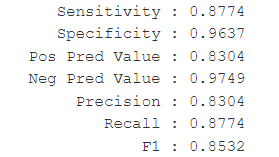 Sensitivity : 0.8774
Specificity : 0.9637
Pos Pred Value : 0.8304
Neg Pred Value : 0.9749
Precision : 0.8304
Recall : 0.8774
F1 : 0.8532